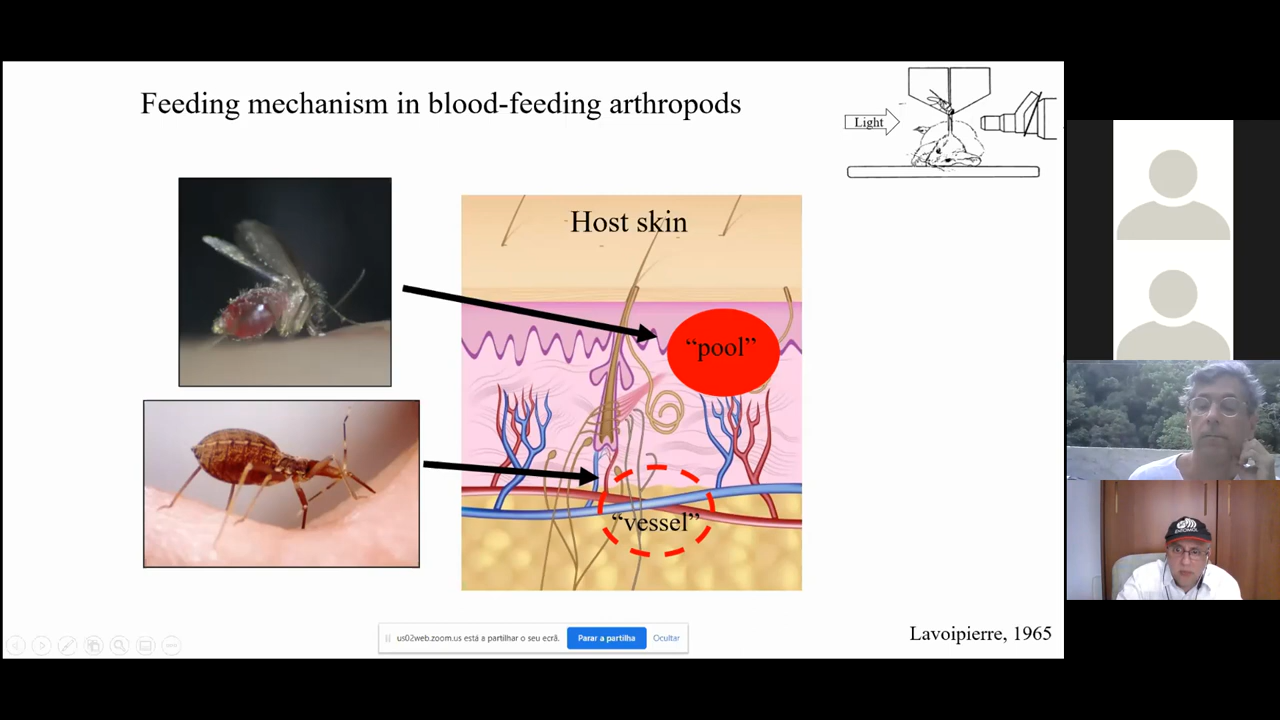 Feeding mechanism in blood-feeding arthropods
Light
Host skin
“pool”
“vessel”
us02web.zoom.us está a partilhar o seu ecrã.
Parar a partilha
Ocultar
Lavoipierre, 1965